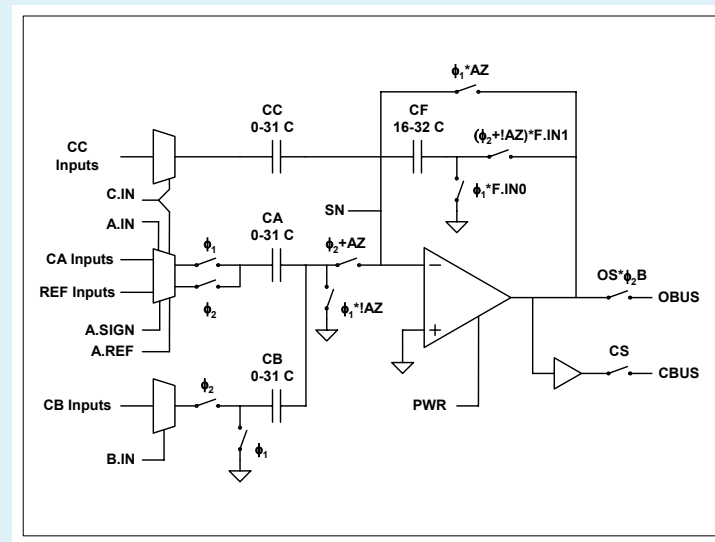 ϕ1*AZ
CC
0-31 C
CF
16-32 C
(ϕ2+!AZ)*F.IN1
CC
Inputs
ϕ1*F.IN0
C.IN
SN
A.IN
CA
0-31 C
ϕ1
ϕ2+AZ
CA Inputs
REF Inputs
ϕ2
ϕ1*!AZ
OS*ϕ2B
OBUS
A.SIGN
A.REF
CB
0-31 C
CS
CBUS
ϕ2
CB Inputs
PWR
B.IN
ϕ1